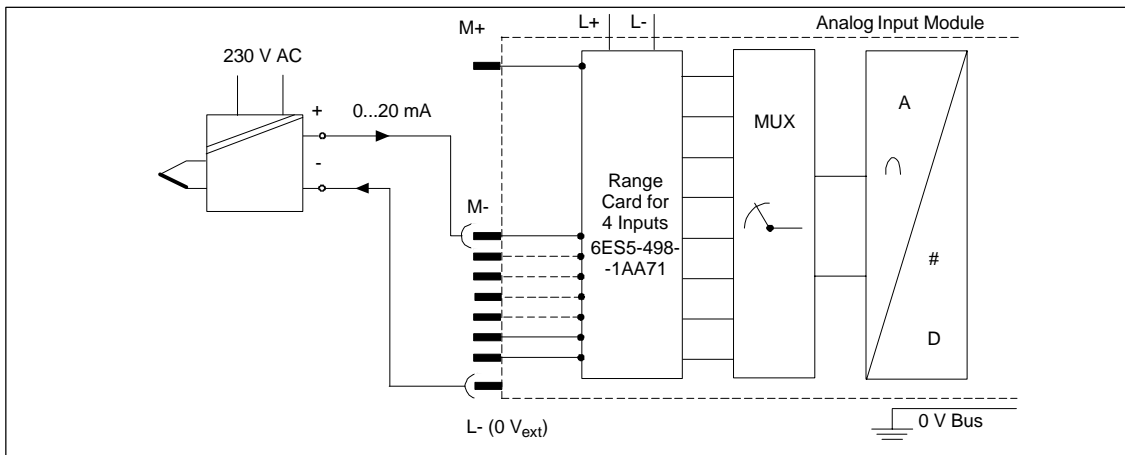 M+
L+ L-
Analog Input Module
230 V AC
+
0...20 mA
-
M-
Range
Card for
4 Inputs
6ES5-498-
-1AA71
MUX
A
∩
#
D
L- (0 Vext)
0 V Bus